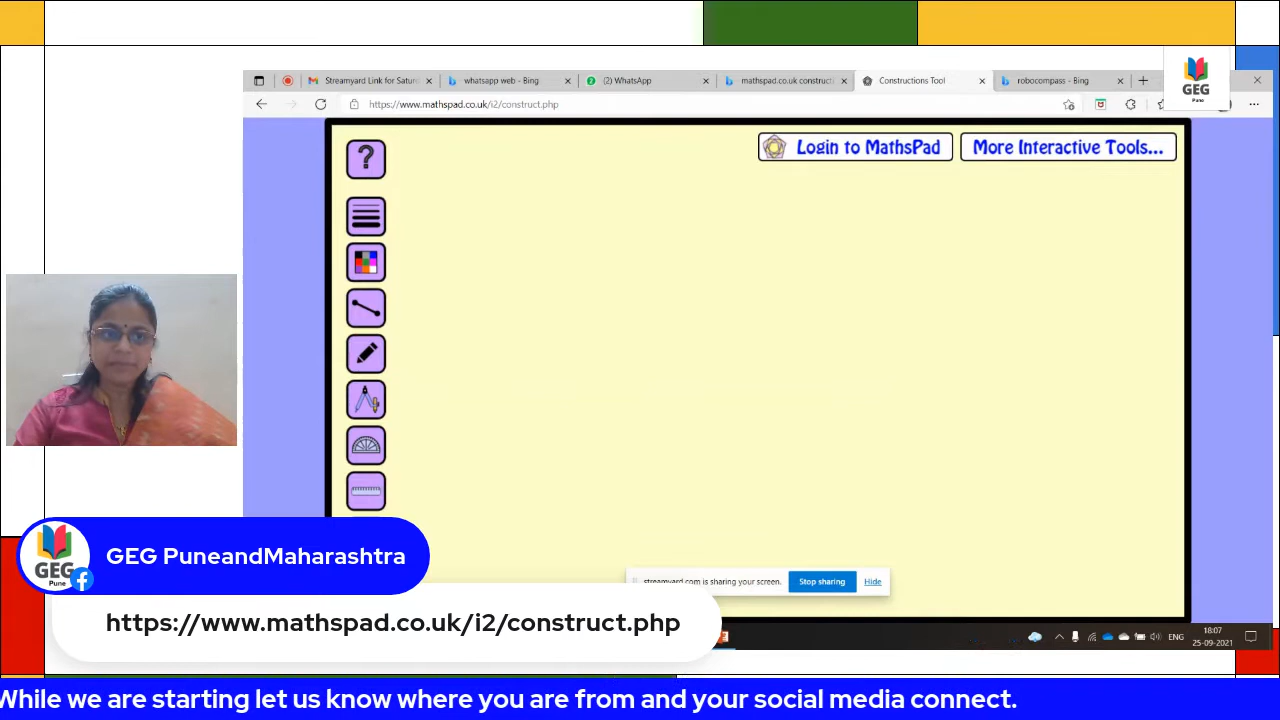 GEG
Pune
Streamyard Link for Satur
whatsapp web - Bing
(2) WhatsApp
mathspad.co.uk constructi
Constructions Tool
robocompass - Bing
https://www.mathspad.co.uk/i2/construct.php
?
Login to MathsPad
More Interactive Tools...
GEG
Pune
GEG PuneandMaharashtra
streamyard.com is sharing your screen.
Stop sharing
Hide
https://www.mathspad.co.uk/i2/construct.php
ENG
18:07
25-09-2021
While we are starting let us know where you are from and your social media connect.